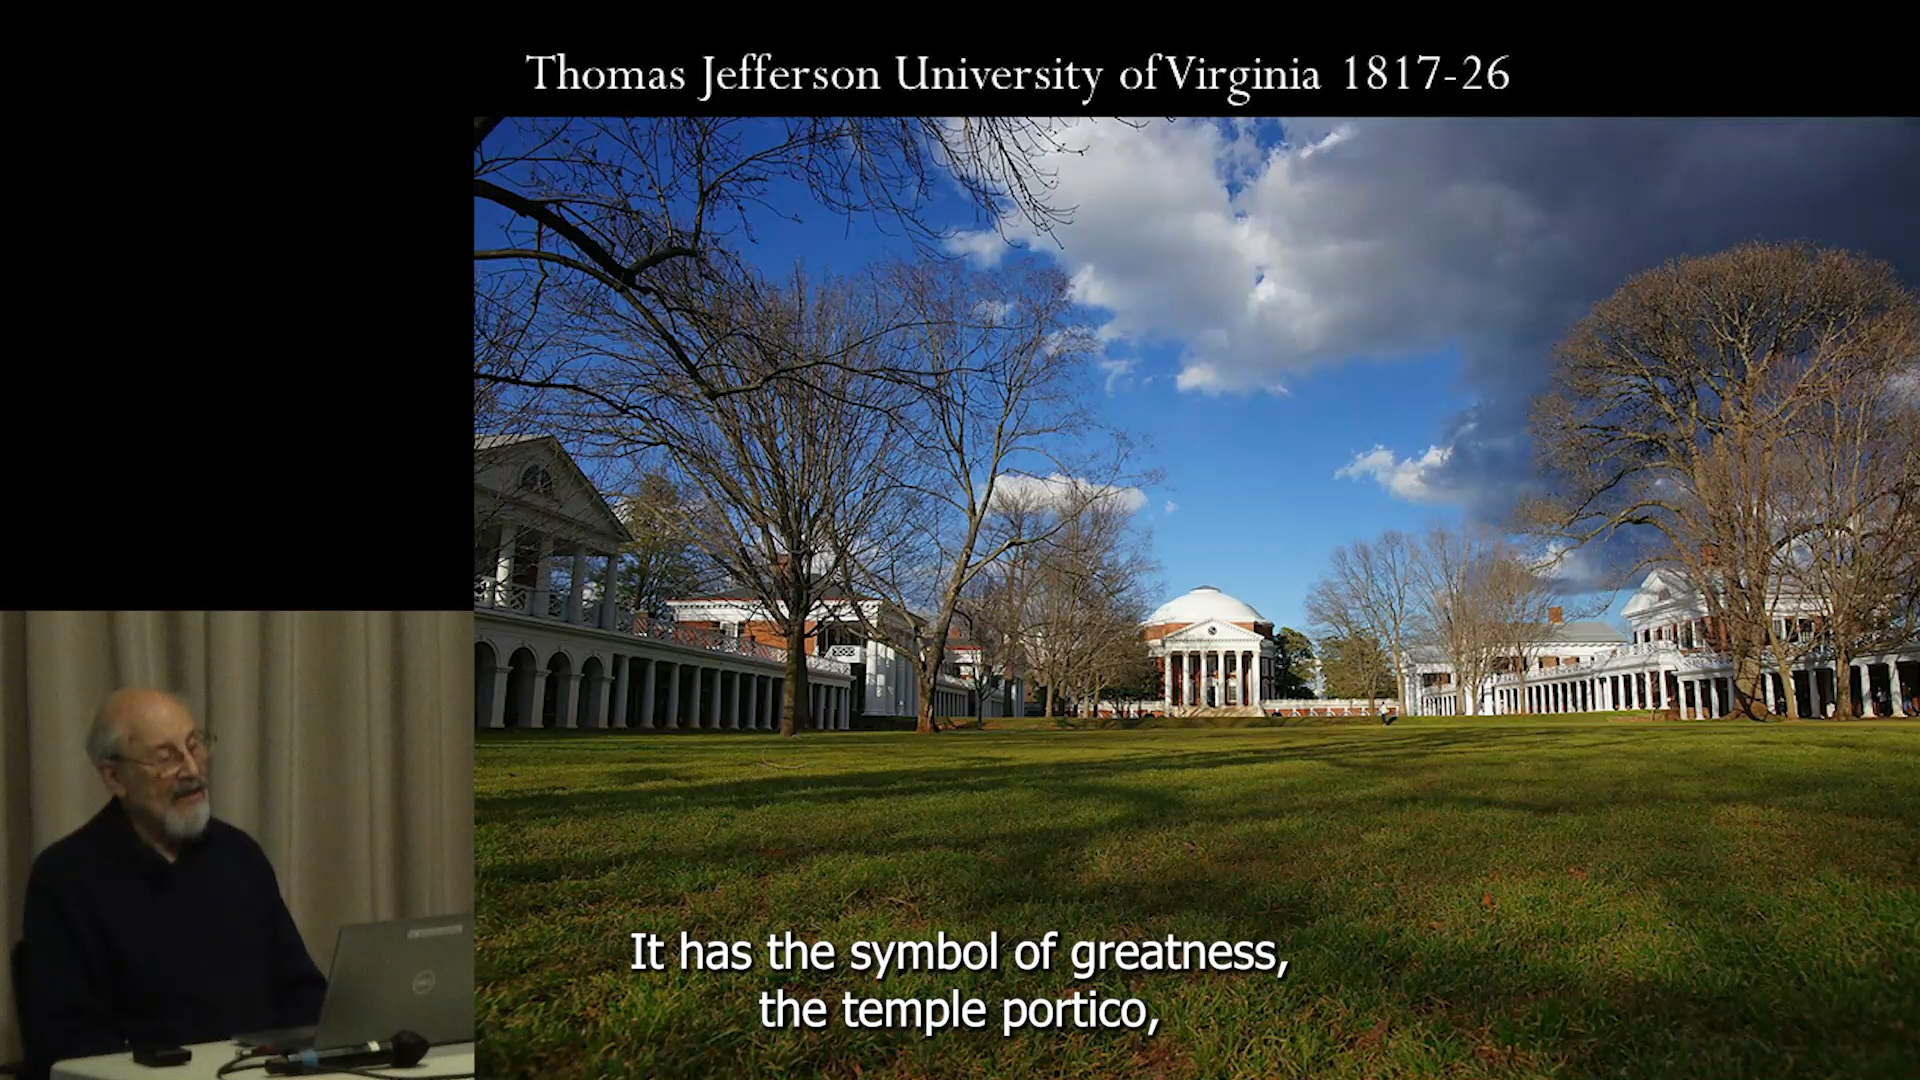 Thomas Jefferson University of Virginia 1817-26
It has the symbol of greatness,
the temple portico,